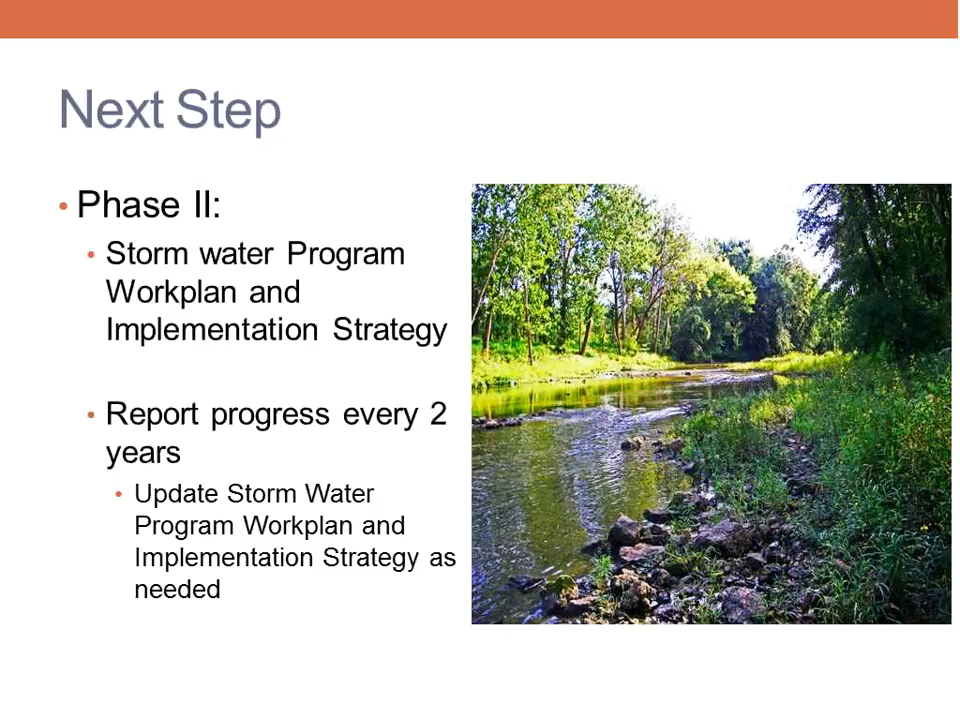 Next Step
• Phase II:
• Storm water Program
Workplan and
Implementation Strategy
• Report progress every 2
years
• Update Storm Water
Program Workplan and
Implementation Strategy as
needed